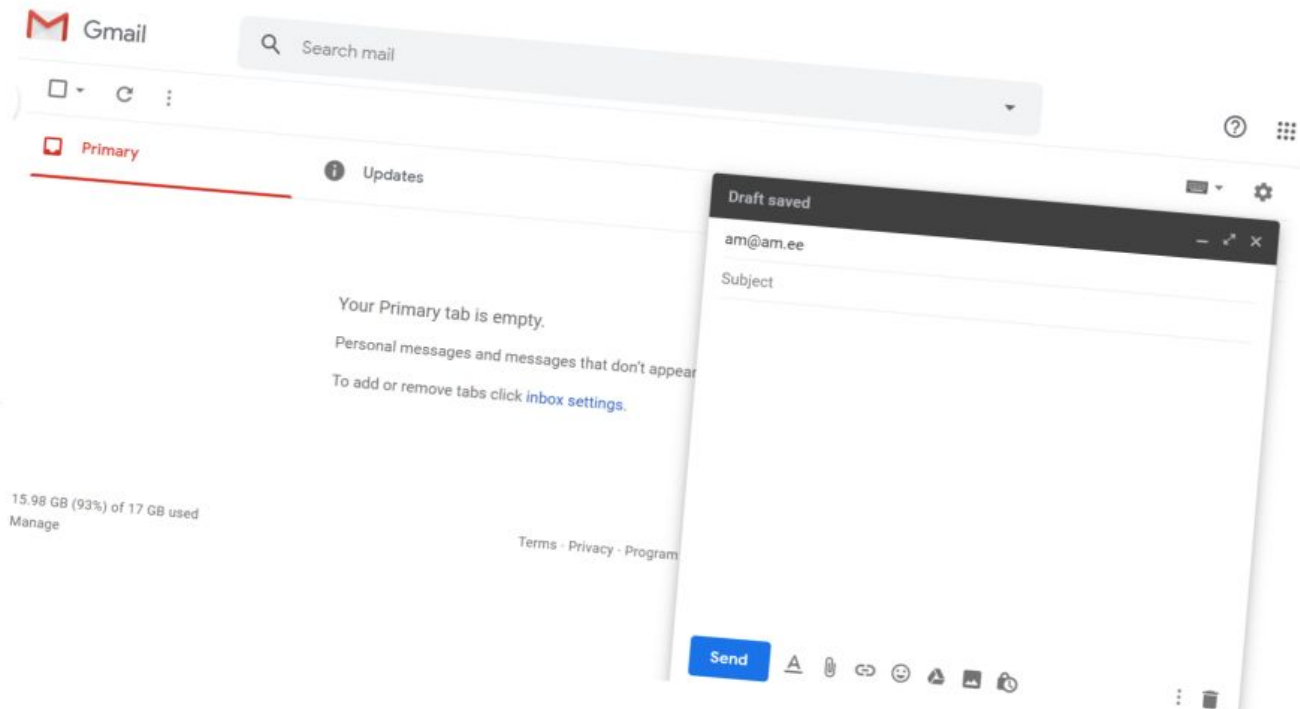 Gmail
Search mail
Primary
Updates
Draft saved
am@am.ee
Subject
Your Primary tab is empty.
Personal messages and messages that don't appear
To add or remove tabs click inbox settings.
15.98 GB (93%) of 17 GB used
Manage
Terms · Privacy · Program
Send